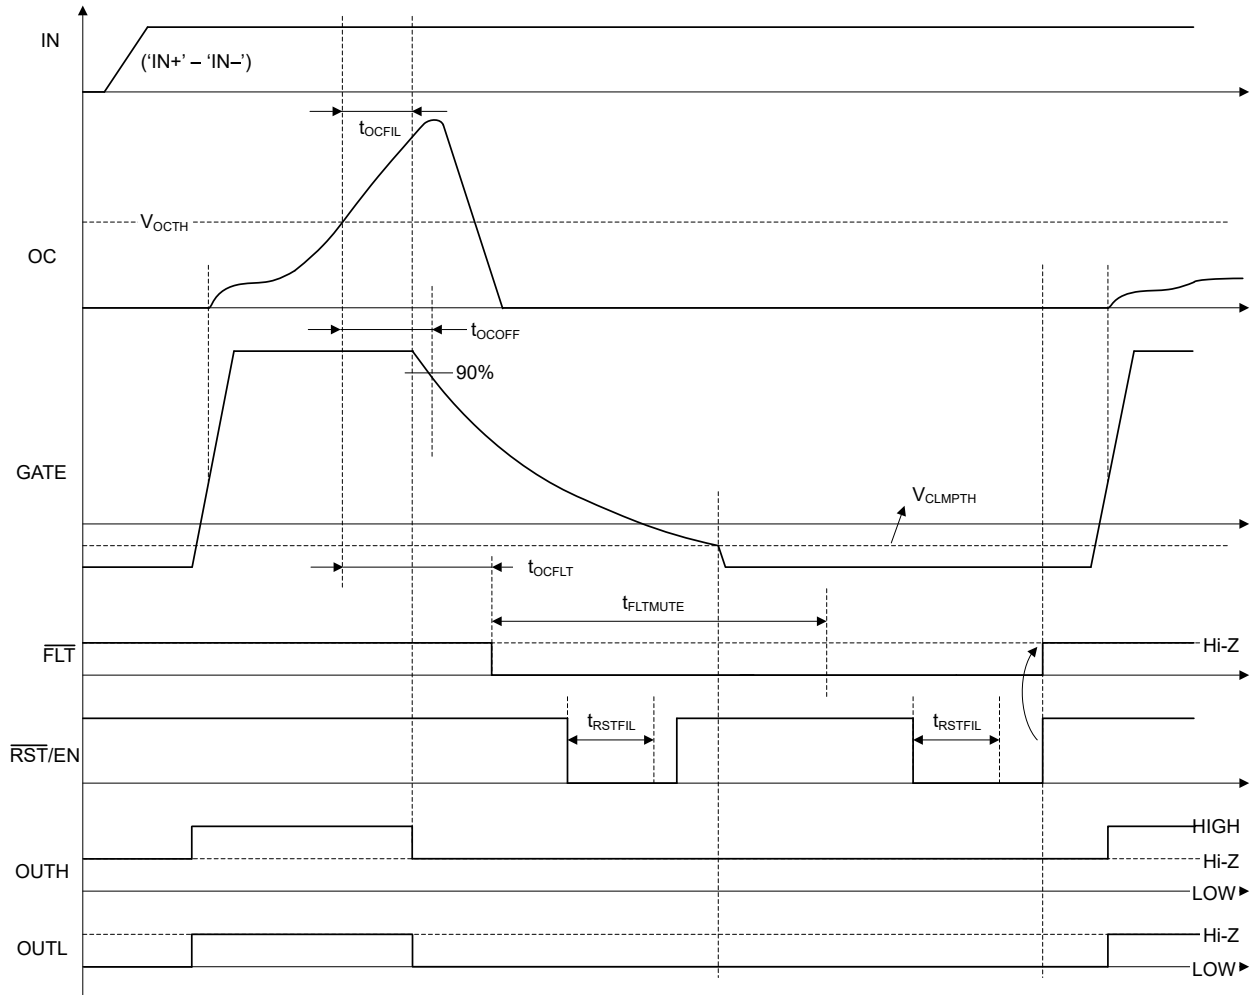 IN
('IN+' – 'IN–')
tOCFIL
VOCTH
OC
tOCOFF
90%
GATE
VCLMPTH
tOCFLT
tFLTMUTE
FLT
Hi-Z
tRSTFIL
tRSTFIL
RST/EN
HIGH
OUTH
Hi-Z
LOW
OUTL
Hi-Z
LOW